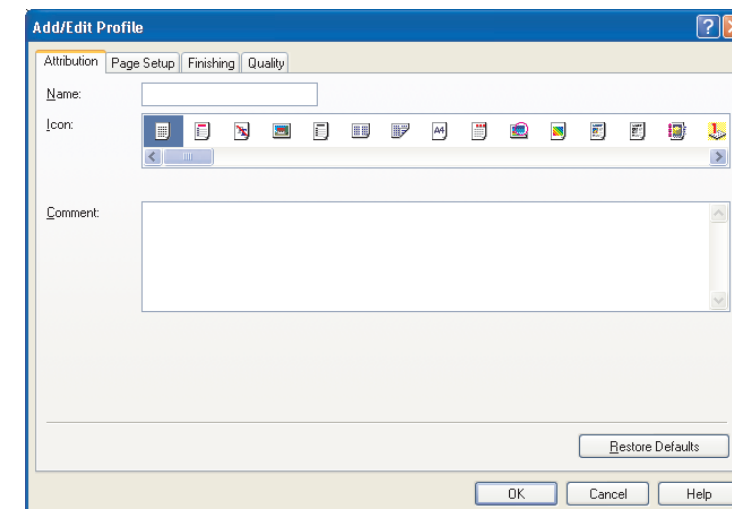 Add/Edit Profile
Attribution Page Setup Finishing Quality
Name:
Icon:
A4
Comment:
Restore Defaults
OK Cancel Help